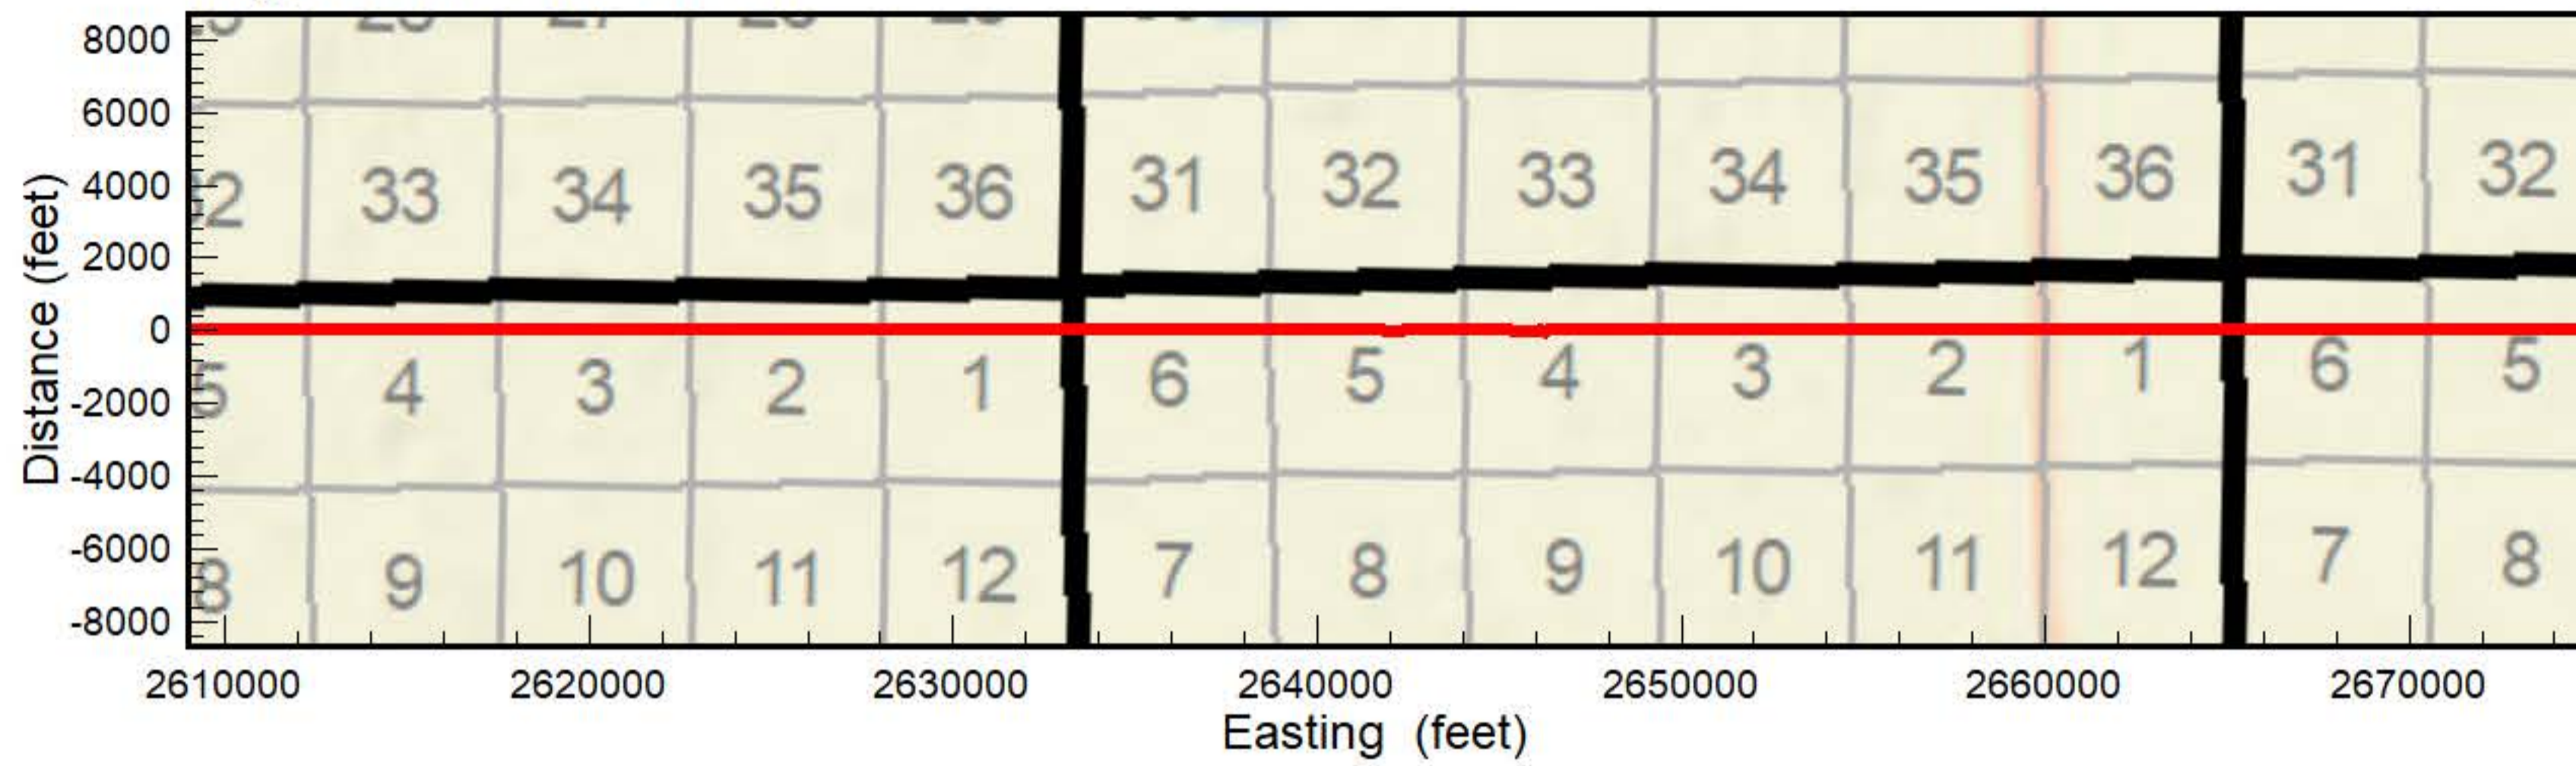 8000
6000
33 34 35 36 31 32 33 34 35 36 31 32
4000
2000
0
4 3 2 1 6 5 4 3 2 1 6 5
-2000
-4000
9 10 11 12 7 8 9 10 11 12 7 8
-6000
-8000
Distance (feet)
2610000 2620000 2630000 2640000 2650000 2660000 2670000
Easting (feet)